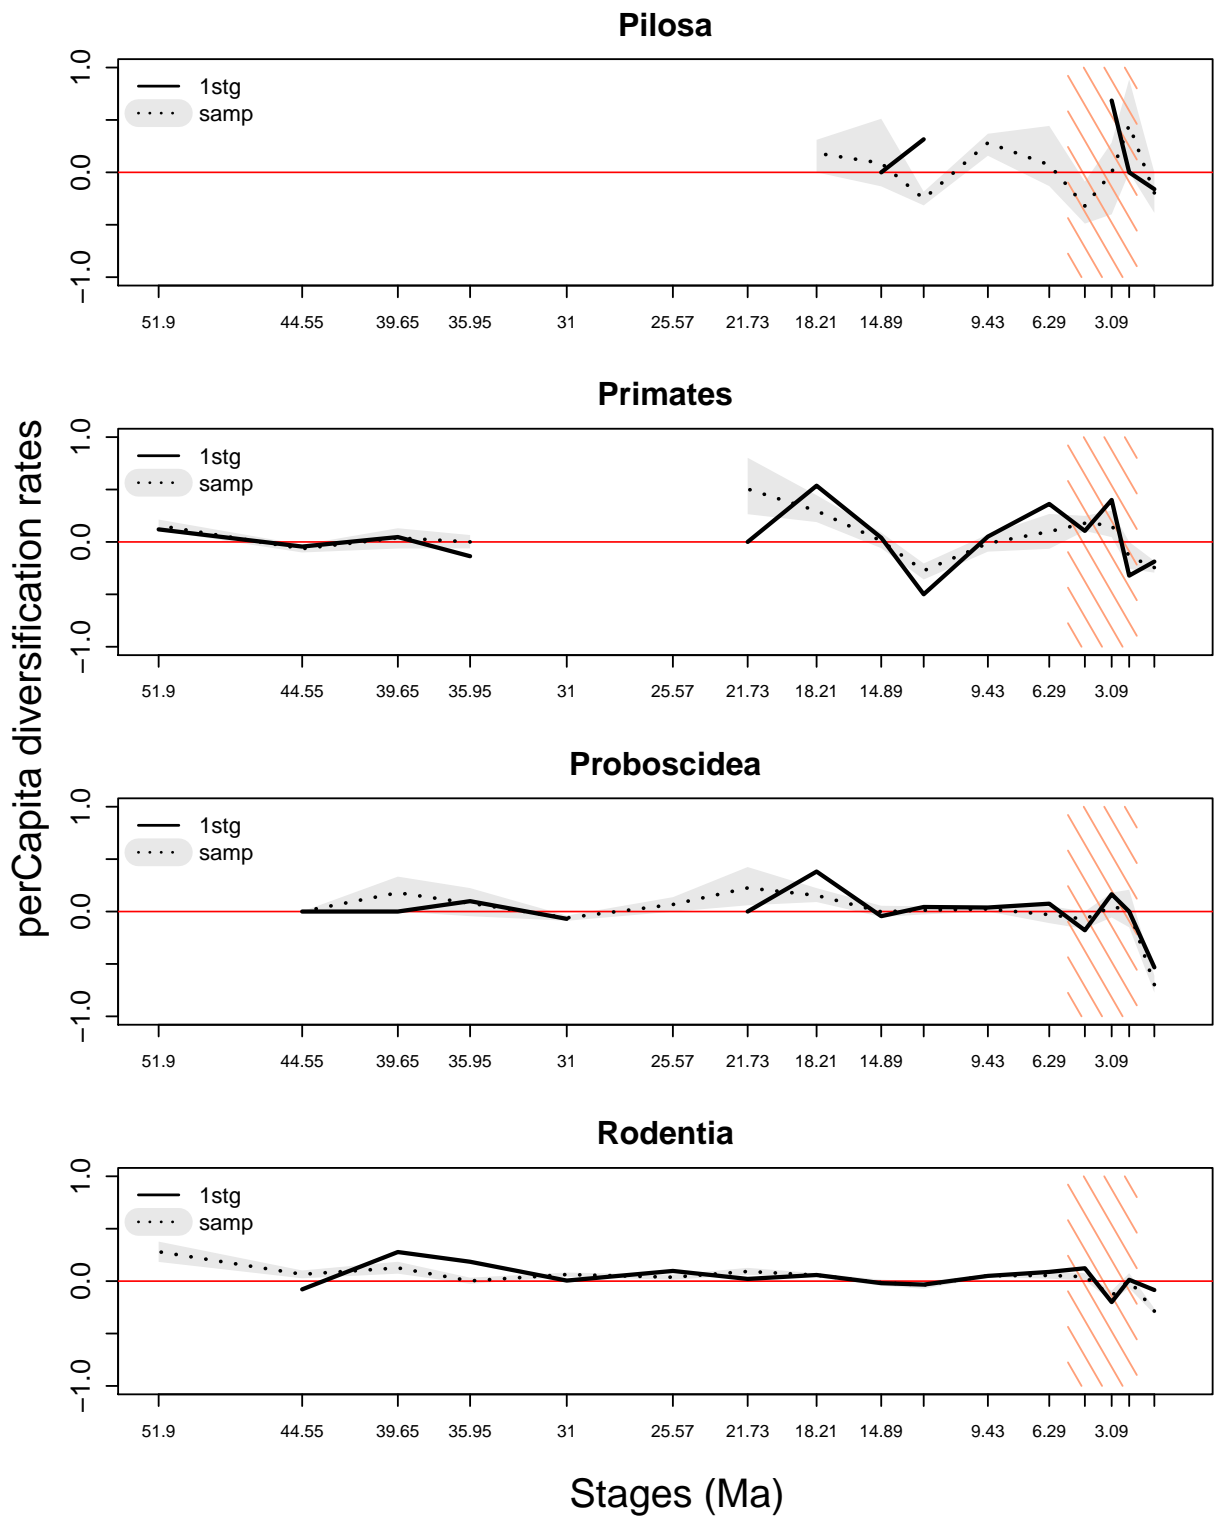 Pilosa
1.0
0.0
−1.0
1stg
samp
51.9 44.55 39.65 35.95 31 25.57 21.73 18.21 14.89 9.43 6.29 3.09
Primates
1.0
0.0
−1.0
1stg
samp
51.9 44.55 39.65 35.95 31 25.57 21.73 18.21 14.89 9.43 6.29 3.09
perCapita diversification rates
Proboscidea
1.0
0.0
−1.0
1stg
samp
51.9 44.55 39.65 35.95 31 25.57 21.73 18.21 14.89 9.43 6.29 3.09
Rodentia
1.0
0.0
−1.0
1stg
samp
51.9 44.55 39.65 35.95 31 25.57 21.73 18.21 14.89 9.43 6.29 3.09
Stages (Ma)